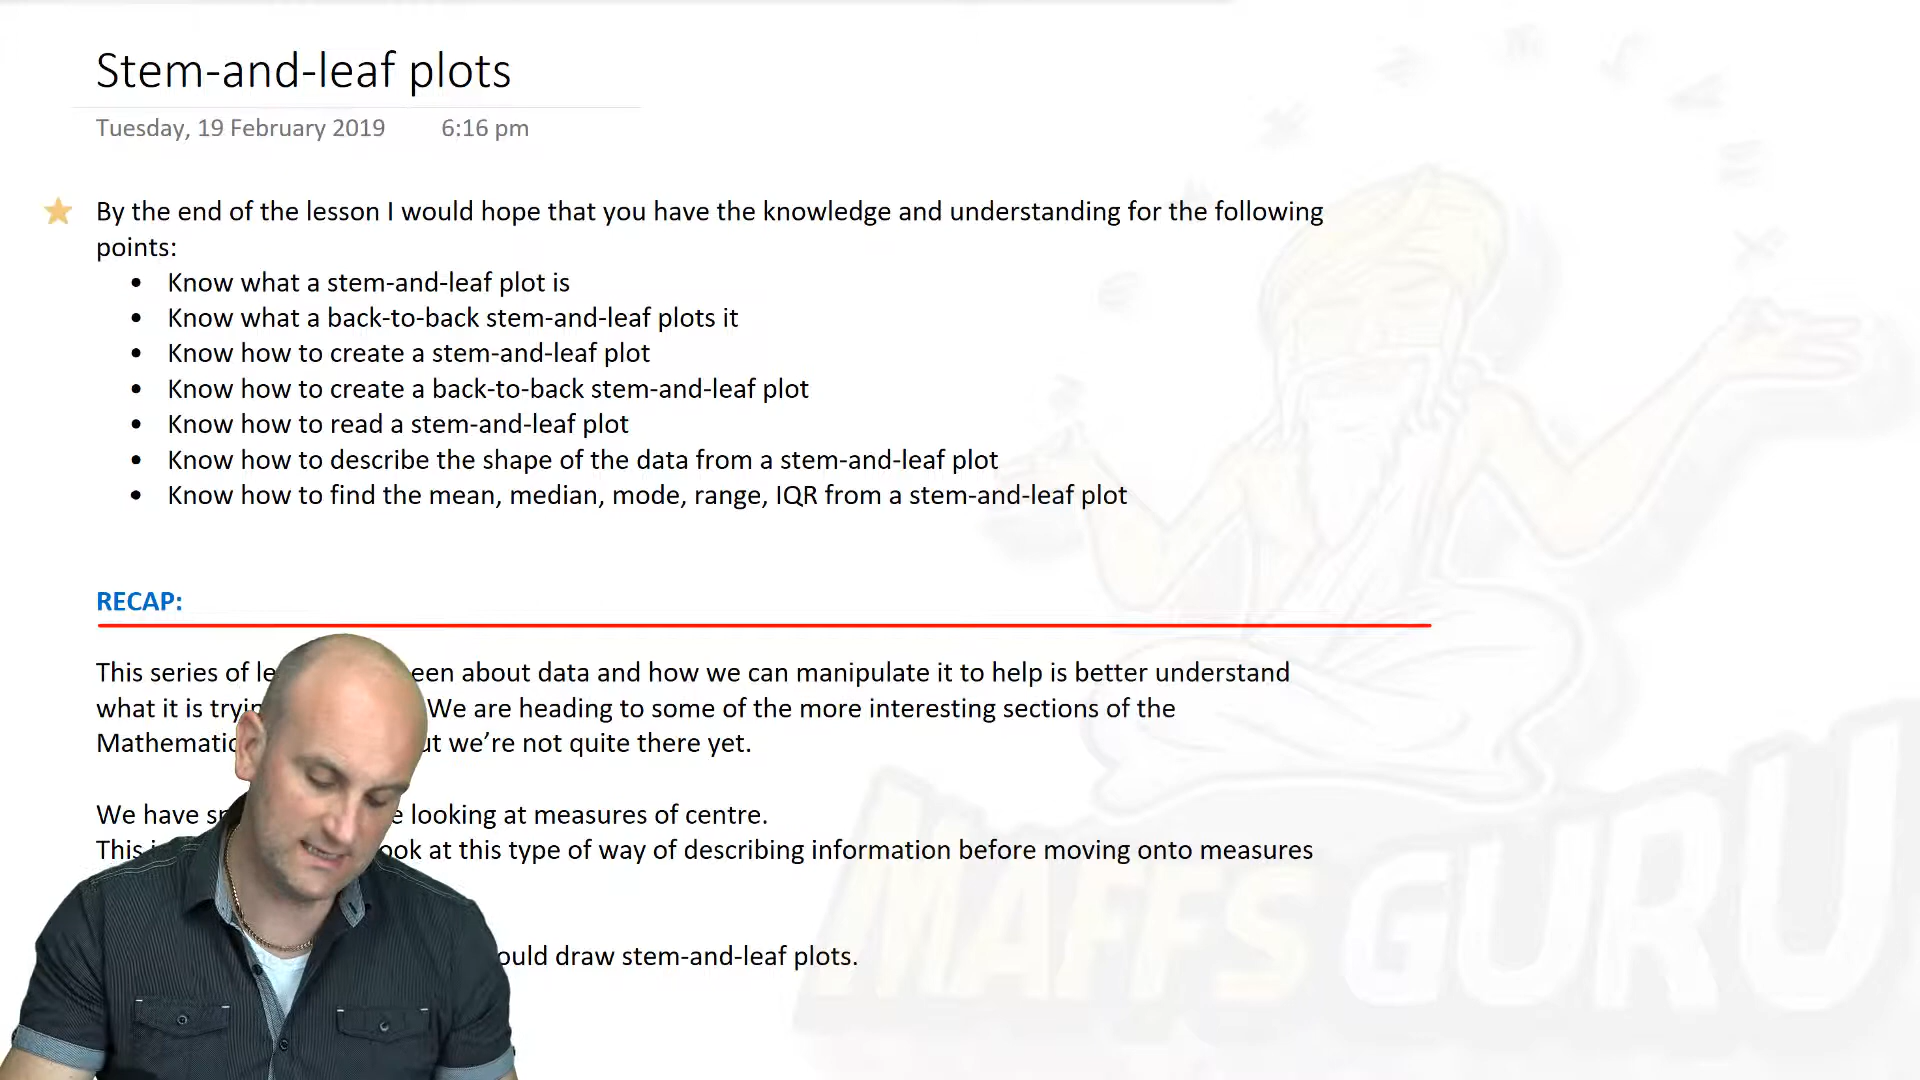 Stem-and-leaf plots
Tuesday, 19 February 2019 6:16 pm
By the end of the lesson I would hope that you have the knowledge and understanding for the following
points:
• Know what a stem-and-leaf plot is
• Know what a back-to-back stem-and-leaf plots it
• Know how to create a stem-and-leaf plot
• Know how to create a back-to-back stem-and-leaf plot
• Know how to read a stem-and-leaf plot
• Know how to describe the shape of the data from a stem-and-leaf plot
• Know how to find the mean, median, mode, range, IQR from a stem-and-leaf plot
RECAP:
This series of about data and how we can manipulate it to help is better understand
what it is We are heading to some of the more interesting sections of the
we're not quite there yet.
We have looking at measures of centre.
This at this type of way of describing information before moving onto measures
draw stem-and-leaf plots.
MAFFS GURU